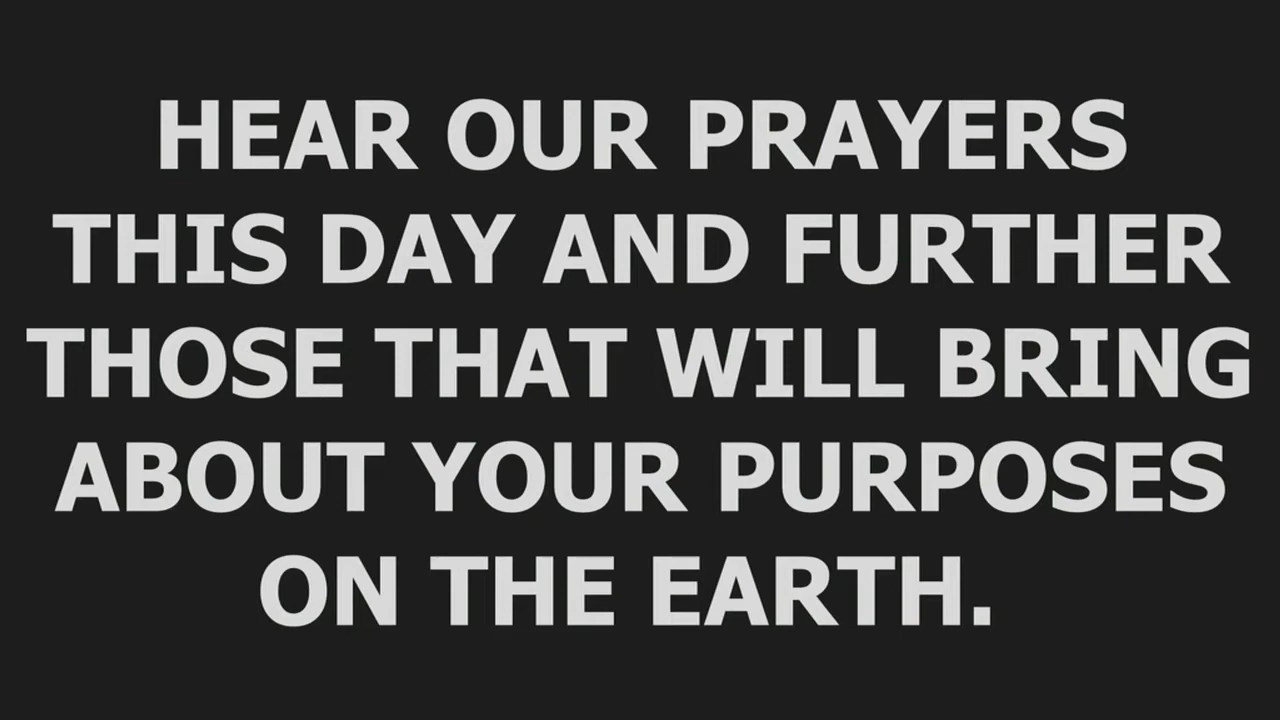 HEAR OUR PRAYERS
THIS DAY AND FURTHER
THOSE THAT WILL BRING
ABOUT YOUR PURPOSES
ON THE EARTH.